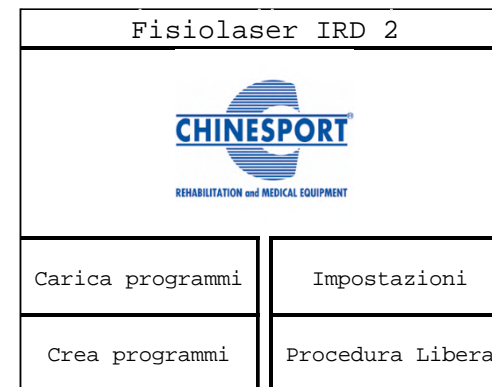 Fisiolaser IRD 2
CHINESPORT®
REHABILITATION and MEDICAL EQUIPMENT
Carica programmi
Impostazioni
Crea programmi
Procedura Libera